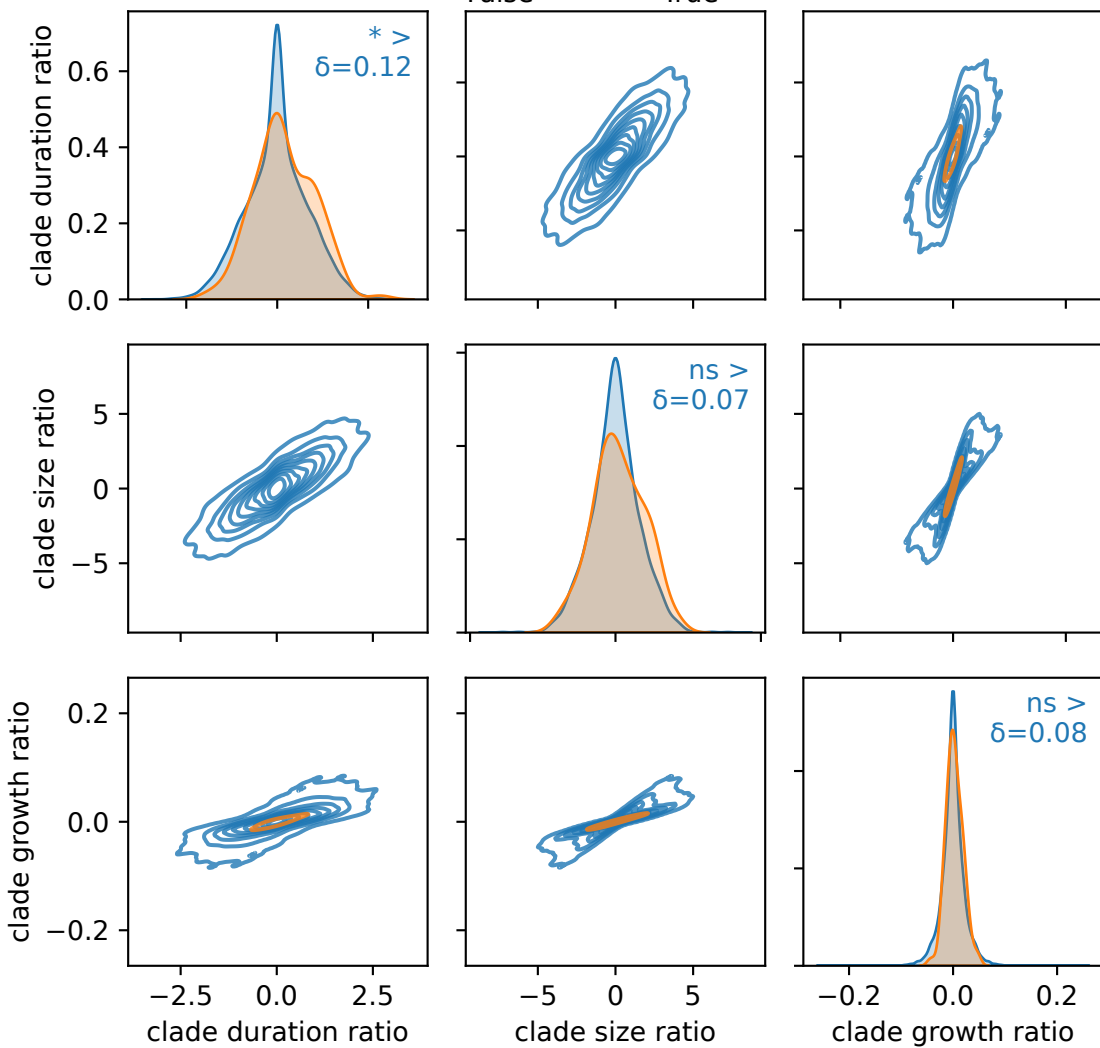 * >
δ=0.12
clade duration ratio
0.6
0.4
0.2
0.0
ns >
δ=0.07
clade size ratio
5
0
−5
ns >
δ=0.08
clade growth ratio
0.2
0.0
−0.2
−2.5 0.0 2.5 −5 0 5 −0.2 0.0 0.2
clade duration ratio clade size ratio clade growth ratio